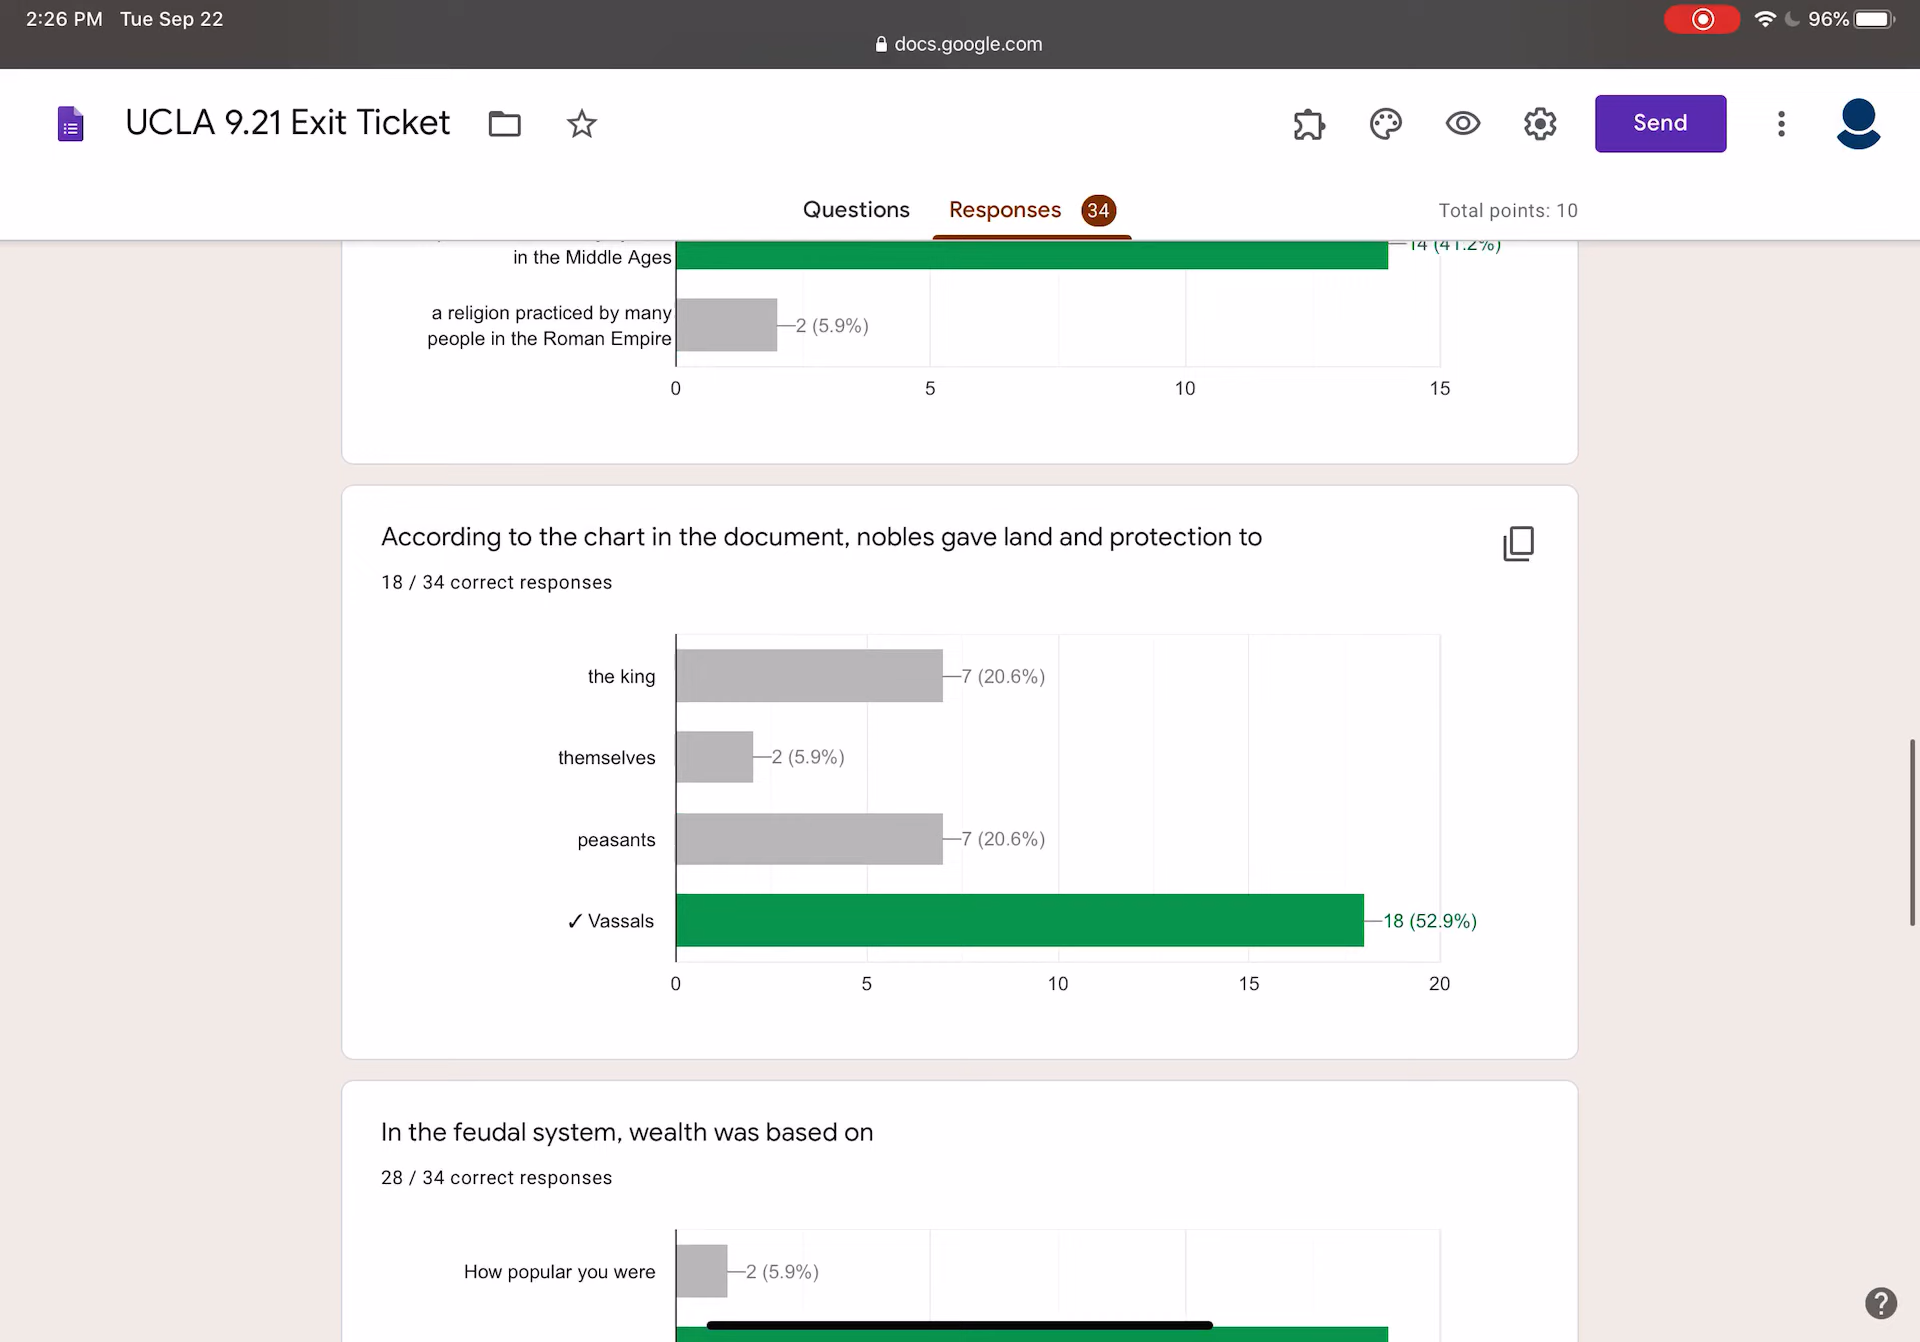 2:26 PM Tue Sep 22
96%
docs.google.com
UCLA 9.21 Exit Ticket
Send
Questions
Responses 34
Total points: 10
in the Middle Ages
14 (41.2%)
a religion practiced by many
people in the Roman Empire
2 (5.9%)
0 5 10 15
According to the chart in the document, nobles gave land and protection to
18 / 34 correct responses
the king
7 (20.6%)
themselves
2 (5.9%)
peasants
7 (20.6%)
✓ Vassals
18 (52.9%)
0 5 10 15 20
In the feudal system, wealth was based on
28 / 34 correct responses
How popular you were
2 (5.9%)